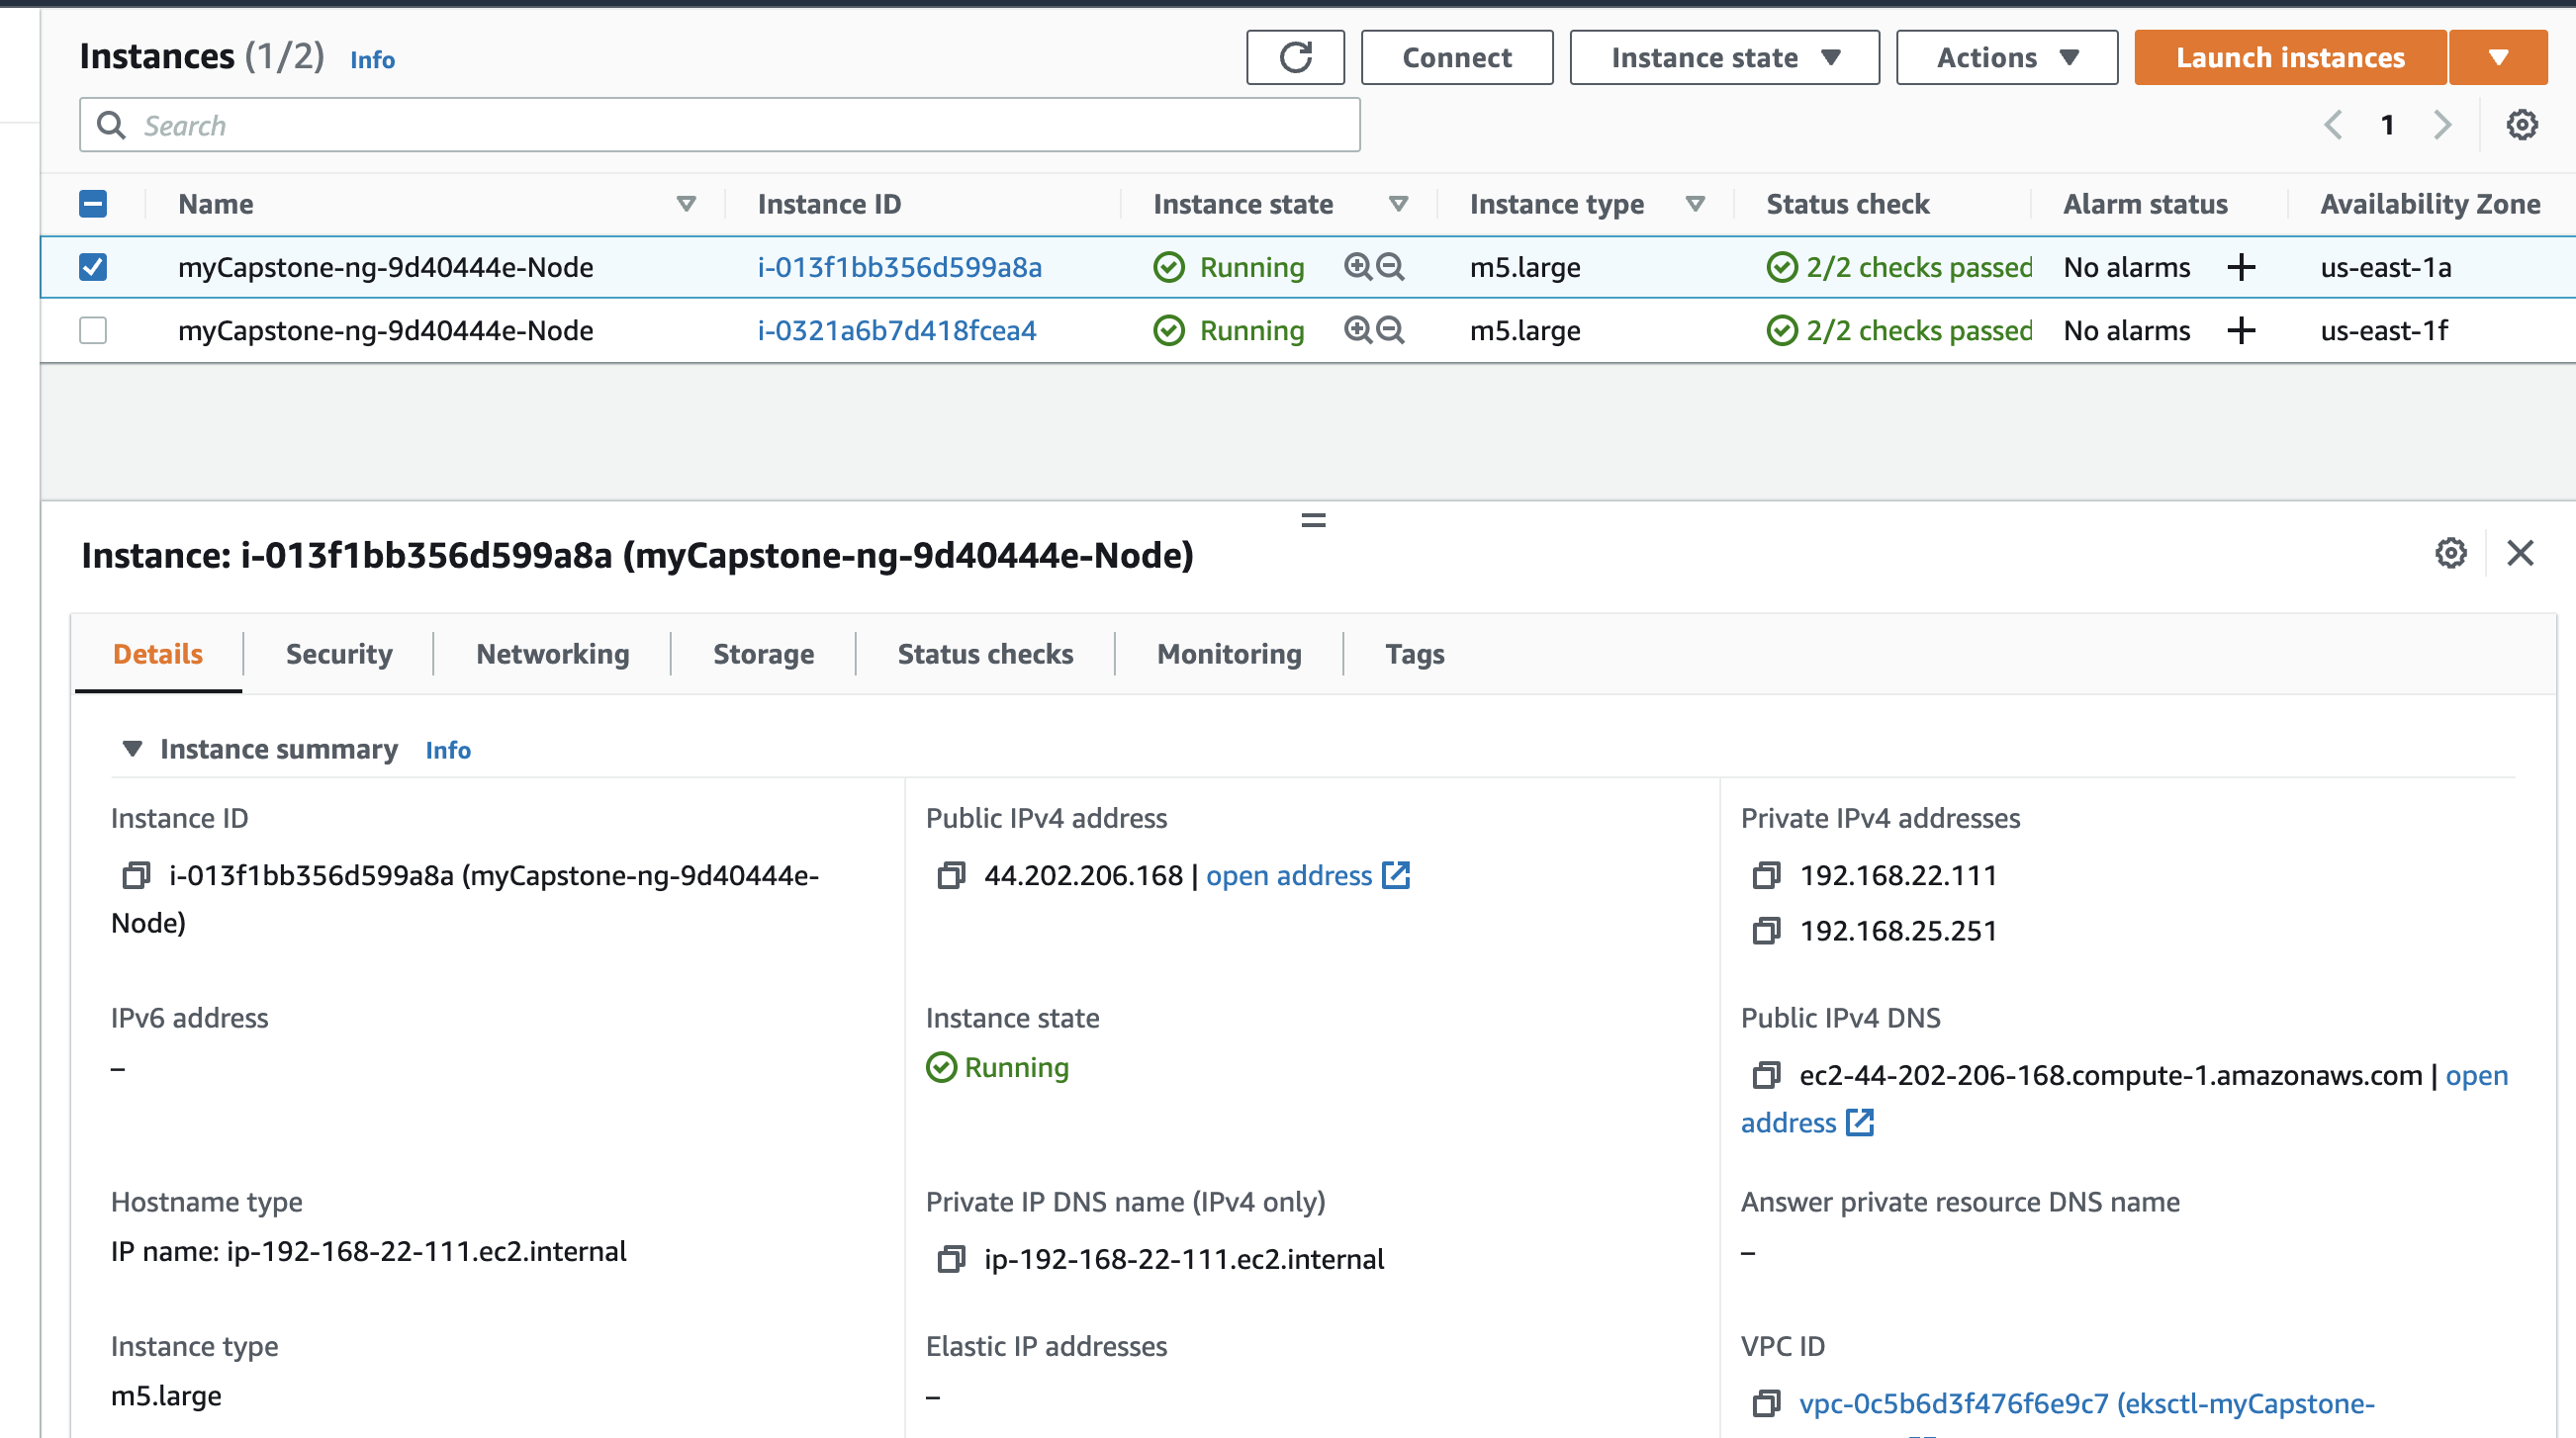 Instances (1/2) Info
Connect
Instance state
Actions
Launch instances
Search
1
Name Instance ID Instance state Instance type Status check Alarm status Availability Zone
myCapstone-ng-9d40444e-Node i-013f1bb356d599a8a Running m5.large 2/2 checks passed No alarms + us-east-1a
myCapstone-ng-9d40444e-Node i-0321a6b7d418fcea4 Running m5.large 2/2 checks passed No alarms + us-east-1f
Instance: i-013f1bb356d599a8a (myCapstone-ng-9d40444e-Node)
Details Security Networking Storage Status checks Monitoring Tags
Instance summary Info
Instance ID
i-013f1bb356d599a8a (myCapstone-ng-9d40444e-
Node)
Public IPv4 address
44.202.206.168 | open address
Private IPv4 addresses
192.168.22.111
192.168.25.251
IPv6 address
–
Instance state
Running
Public IPv4 DNS
ec2-44-202-206-168.compute-1.amazonaws.com | open
address
Hostname type
IP name: ip-192-168-22-111.ec2.internal
Private IP DNS name (IPv4 only)
ip-192-168-22-111.ec2.internal
Answer private resource DNS name
–
Instance type
m5.large
Elastic IP addresses
–
VPC ID
vpc-0c5b6d3f476f6e9c7 (eksctl-myCapstone-